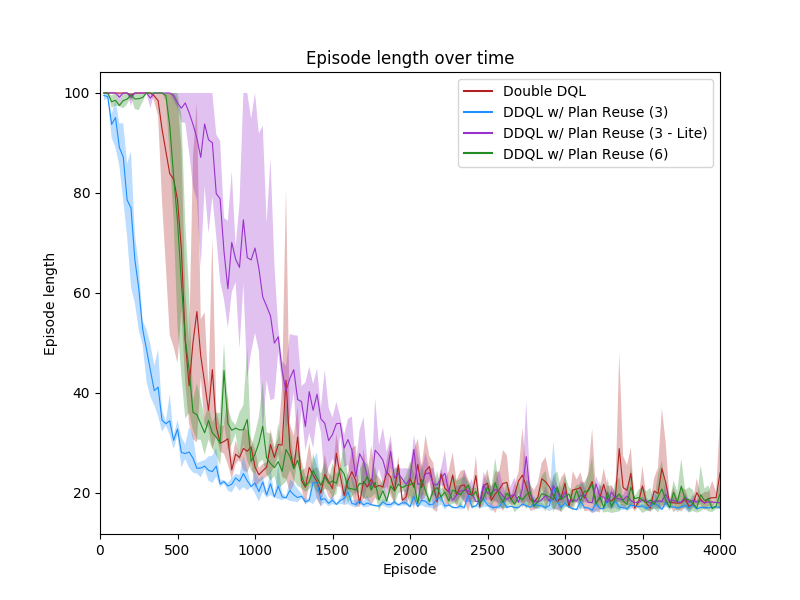 Episode length over time
Double DQL
DDQL w/ Plan Reuse (3)
DDQL w/ Plan Reuse (3 - Lite)
DDQL w/ Plan Reuse (6)
Episode length
100
80
60
40
20
0 500 1000 1500 2000 2500 3000 3500 4000
Episode